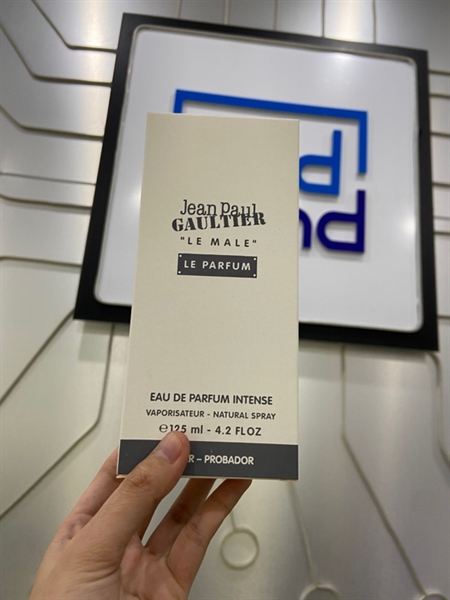 Jean Paul
GAULTIER
"LE MALE"
LE PARFUM
EAU DE PARFUM INTENSE
VAPORISATEUR - NATURAL SPRAY
℮125 ml - 4.2 FLOZ
– PROBADOR